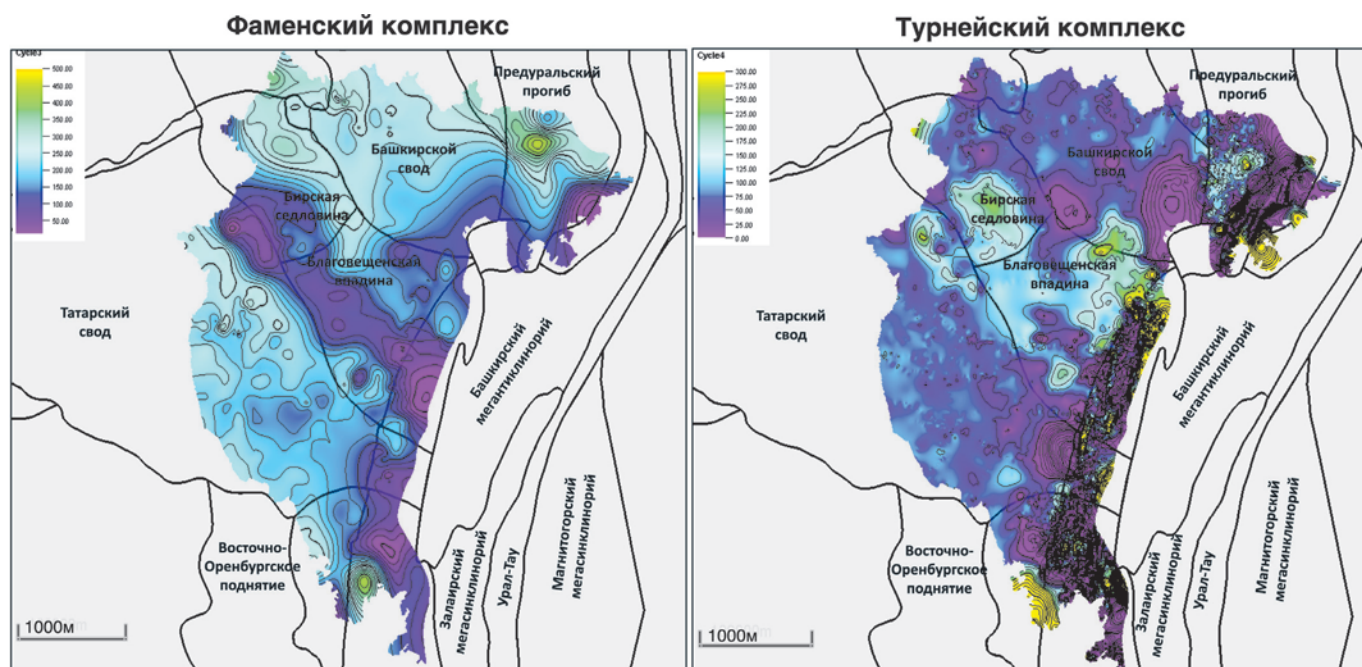 Фаменский комплекс
Cycle3
500.00
450.00
400.00
350.00
300.00
250.00
200.00
150.00
100.00
50.00
Предуральский
прогиб
Башкирской
свод
Бирская
седловина
Благовещенская
впадина
Татарский
свод
Башкирский
мегантиклинорий
Восточно-
Оренбургское
поднятие
Залаирский
мегасинклинорий
Урал-Тау
Магнитогорский
мегасинклинорий
1000м
Турнейский комплекс
Cycle4
300.00
275.00
250.00
225.00
200.00
175.00
150.00
125.00
100.00
75.00
50.00
25.00
0.00
Предуральский
прогиб
Башкирской
свод
Бирская
седловина
Благовещенская
впадина
Татарский
свод
Башкирский
мегантиклинорий
Восточно-
Оренбургское
поднятие
Залаирский
мегасинклинорий
Урал-Тау
Магнитогорский
мегасинклинорий
1000м